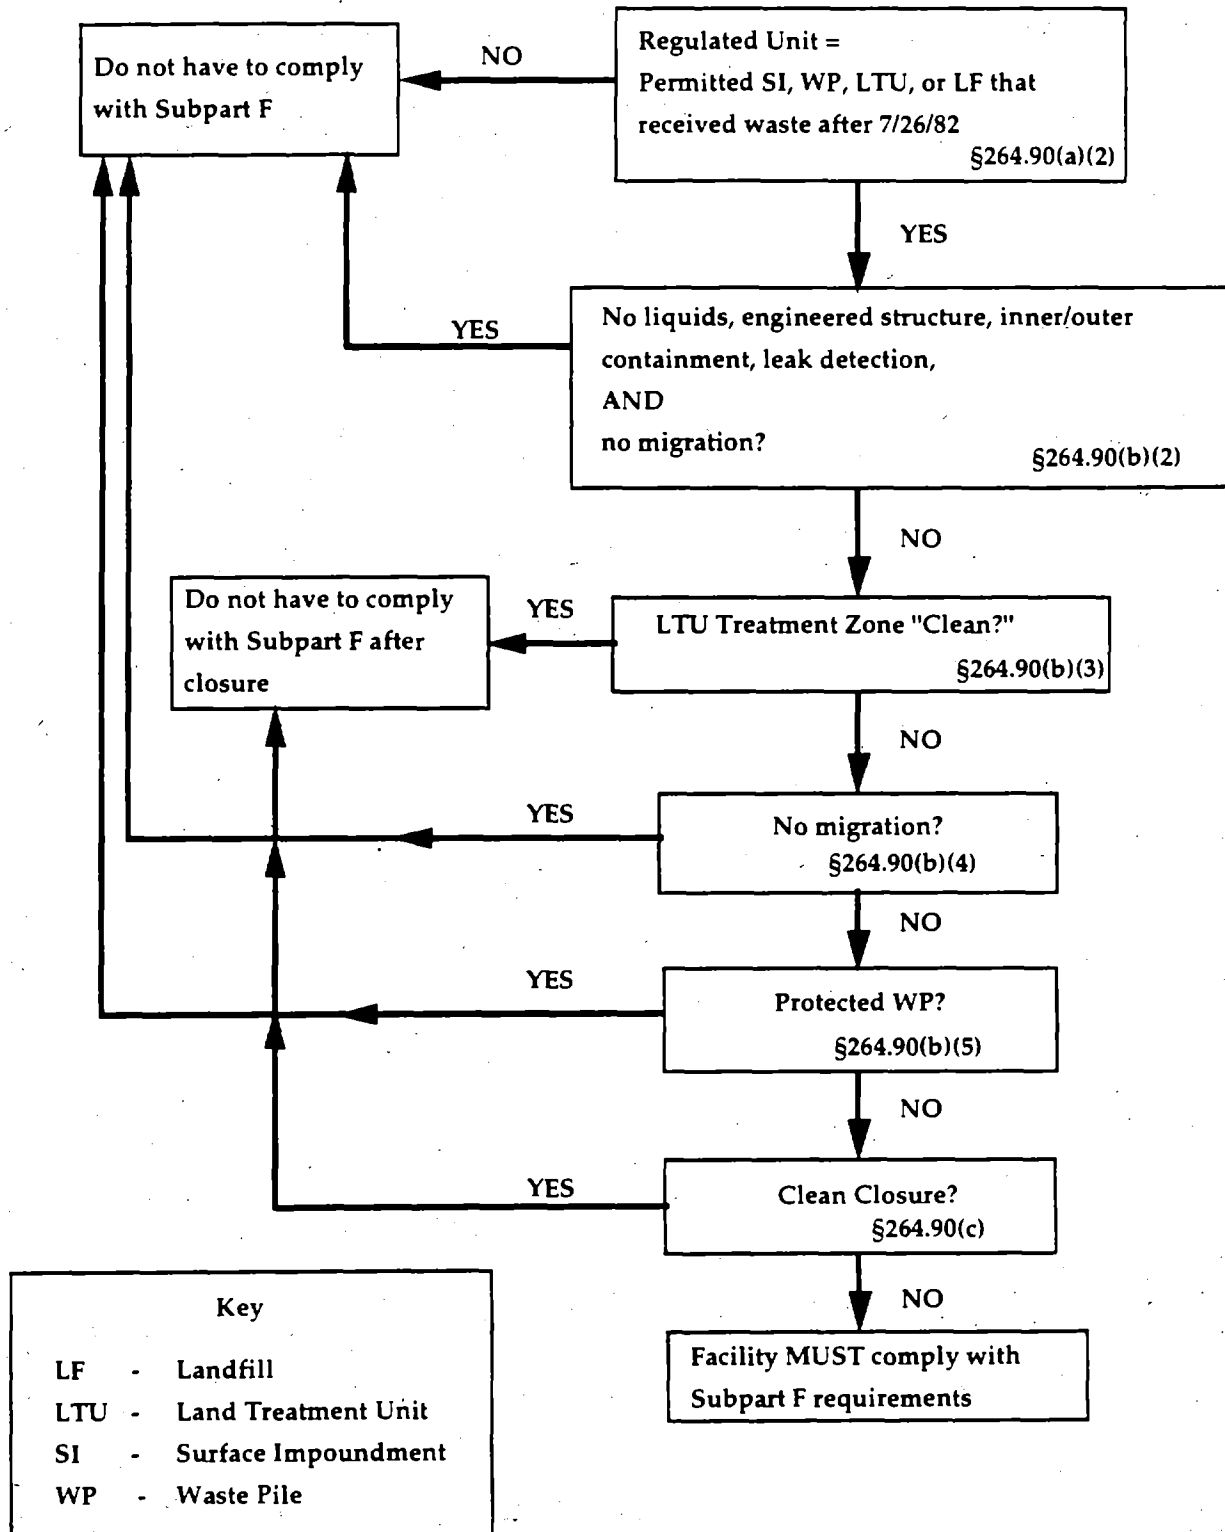 Do not have to comply
with Subpart F
NO
Regulated Unit =
Permitted SI, WP, LTU, or LF that
received waste after 7/26/82
§264.90(a)(2)
YES
YES
No liquids, engineered structure, inner/outer
containment, leak detection,
AND
no migration?
§264.90(b)(2)
NO
Do not have to comply
with Subpart F after
closure
YES
LTU Treatment Zone "Clean?"
§264.90(b)(3)
NO
YES
No migration?
§264.90(b)(4)
NO
YES
Protected WP?
§264.90(b)(5)
NO
YES
Clean Closure?
§264.90(c)
NO
Facility MUST comply with
Subpart F requirements
Key
LF - Landfill
LTU - Land Treatment Unit
SI - Surface Impoundment
WP - Waste Pile